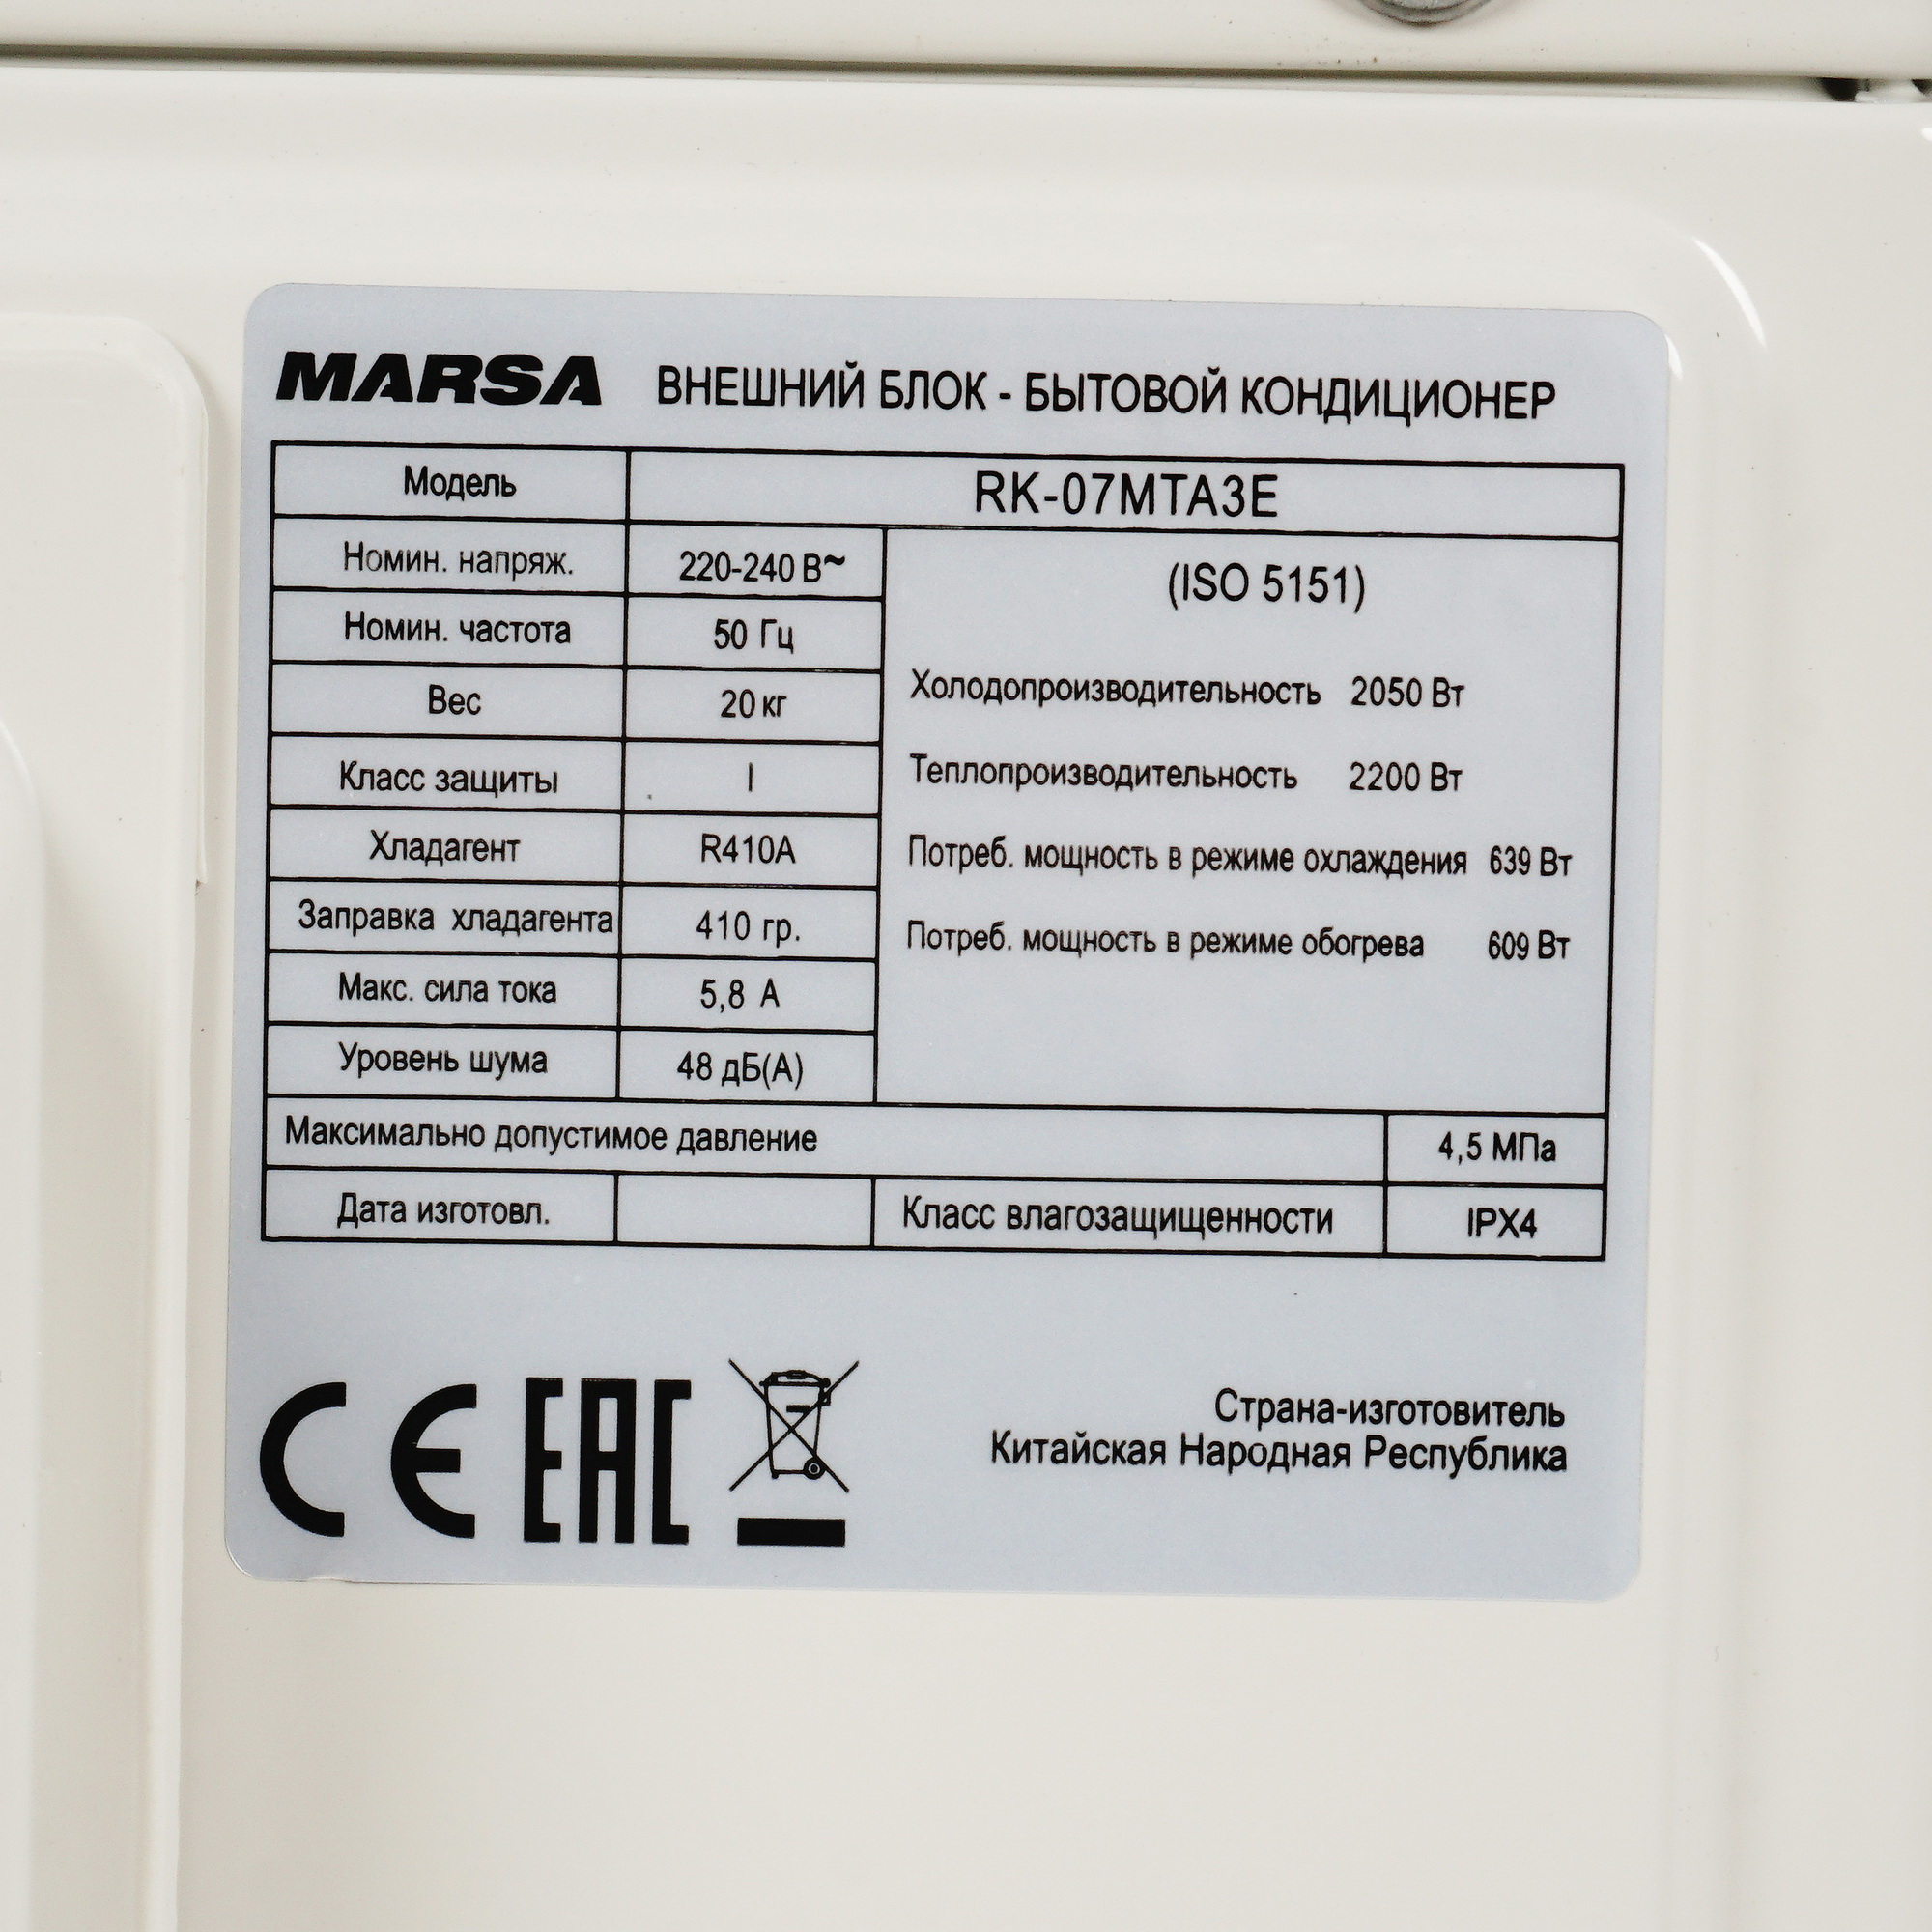 MARSA ВНЕШНИЙ БЛОК - БЫТОВОЙ КОНДИЦИОНЕР
Модель RK-07MTA3E
Номин. напряж. 220-240 В~
Номин. частота 50 Гц
Вес 20 кг
Класс защиты I
Хладагент R410A
Заправка хладагента 410 гр.
Макс. сила тока 5,8 А
Уровень шума 48 дБ(А)
(ISO 5151)
Холодопроизводительность 2050 Вт
Теплопроизводительность 2200 Вт
Потреб. мощность в режиме охлаждения 639 Вт
Потреб. мощность в режиме обогрева 609 Вт
Максимально допустимое давление 4,5 МПа
Дата изготовл. Класс влагозащищенности IPX4
CE EAC
Страна-изготовитель
Китайская Народная Республика